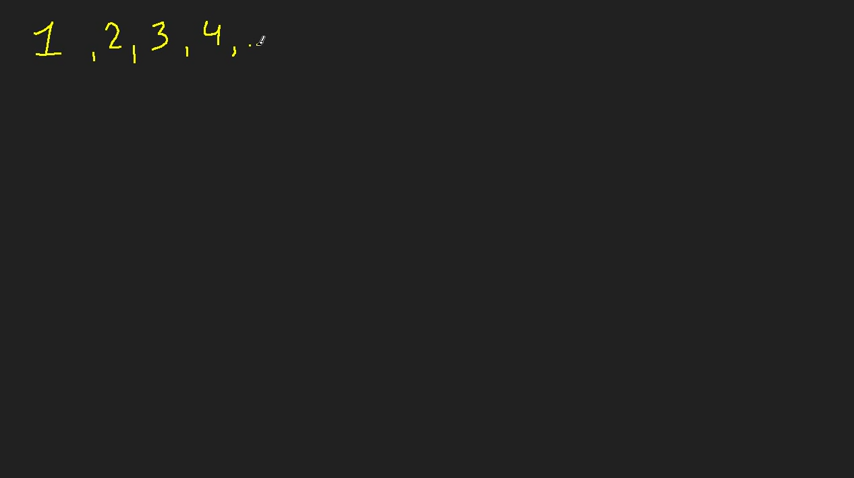 1 , 2 , 3 , 4 , ..